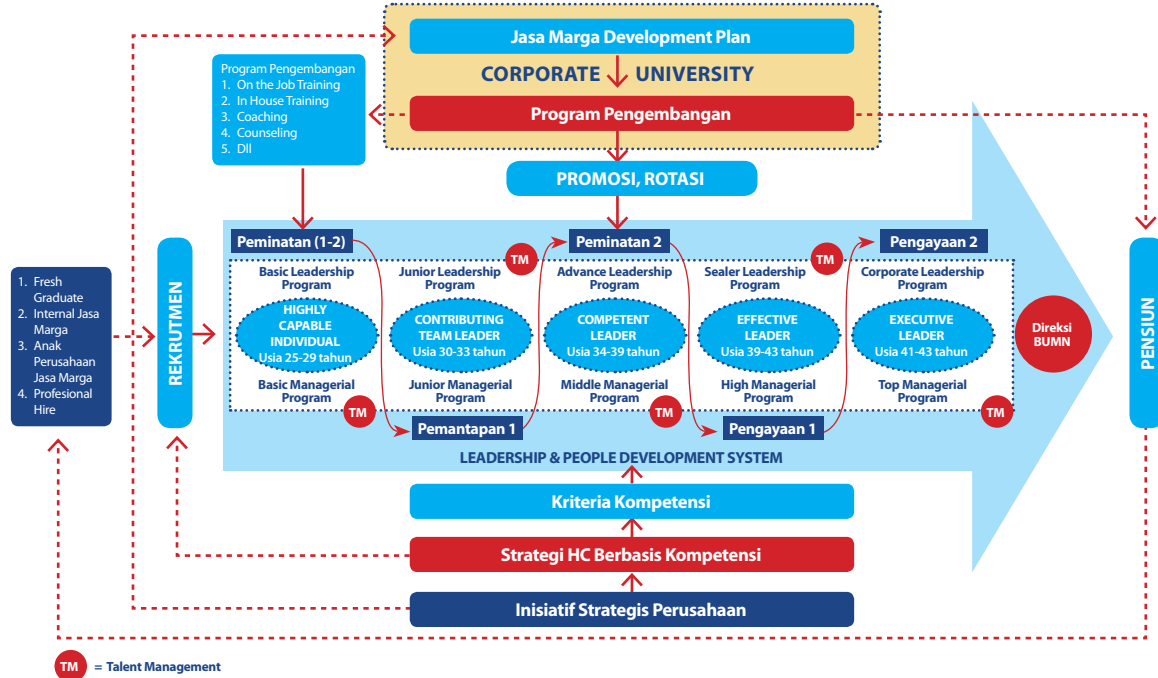 Jasa Marga Development Plan
CORPORATE UNIVERSITY
Program Pengembangan
Program Pengembangan
1. On the Job Training
2. In House Training
3. Coaching
4. Counseling
5. Dll
PROMOSI, ROTASI
Peminatan (1-2)
Peminatan 2
Pengayaan 2
TM
TM
1. Fresh
Graduate
2. Internal Jasa
Marga
3. Anak
Perusahaan
Jasa Marga
4. Profesional
Hire
REKRUTMEN
Basic Leadership
Program
Junior Leadership
Program
Advance Leadership
Program
Sealer Leadership
Program
Corporate Leadership
Program
HIGHLY
CAPABLE
INDIVIDUAL
Usia 25-29 tahun
CONTRIBUTING
TEAM LEADER
Usia 30-33 tahun
COMPETENT
LEADER
Usia 34-39 tahun
EFFECTIVE
LEADER
Usia 39-43 tahun
EXECUTIVE
LEADER
Usia 41-43 tahun
Direksi
BUMN
PENSIUN
Basic Managerial
Program
Junior Managerial
Program
Middle Managerial
Program
High Managerial
Program
Top Managerial
Program
TM
TM
TM
Pemantapan 1
Pengayaan 1
LEADERSHIP & PEOPLE DEVELOPMENT SYSTEM
Kriteria Kompetensi
Strategi HC Berbasis Kompetensi
Inisiatif Strategis Perusahaan
TM = Talent Management